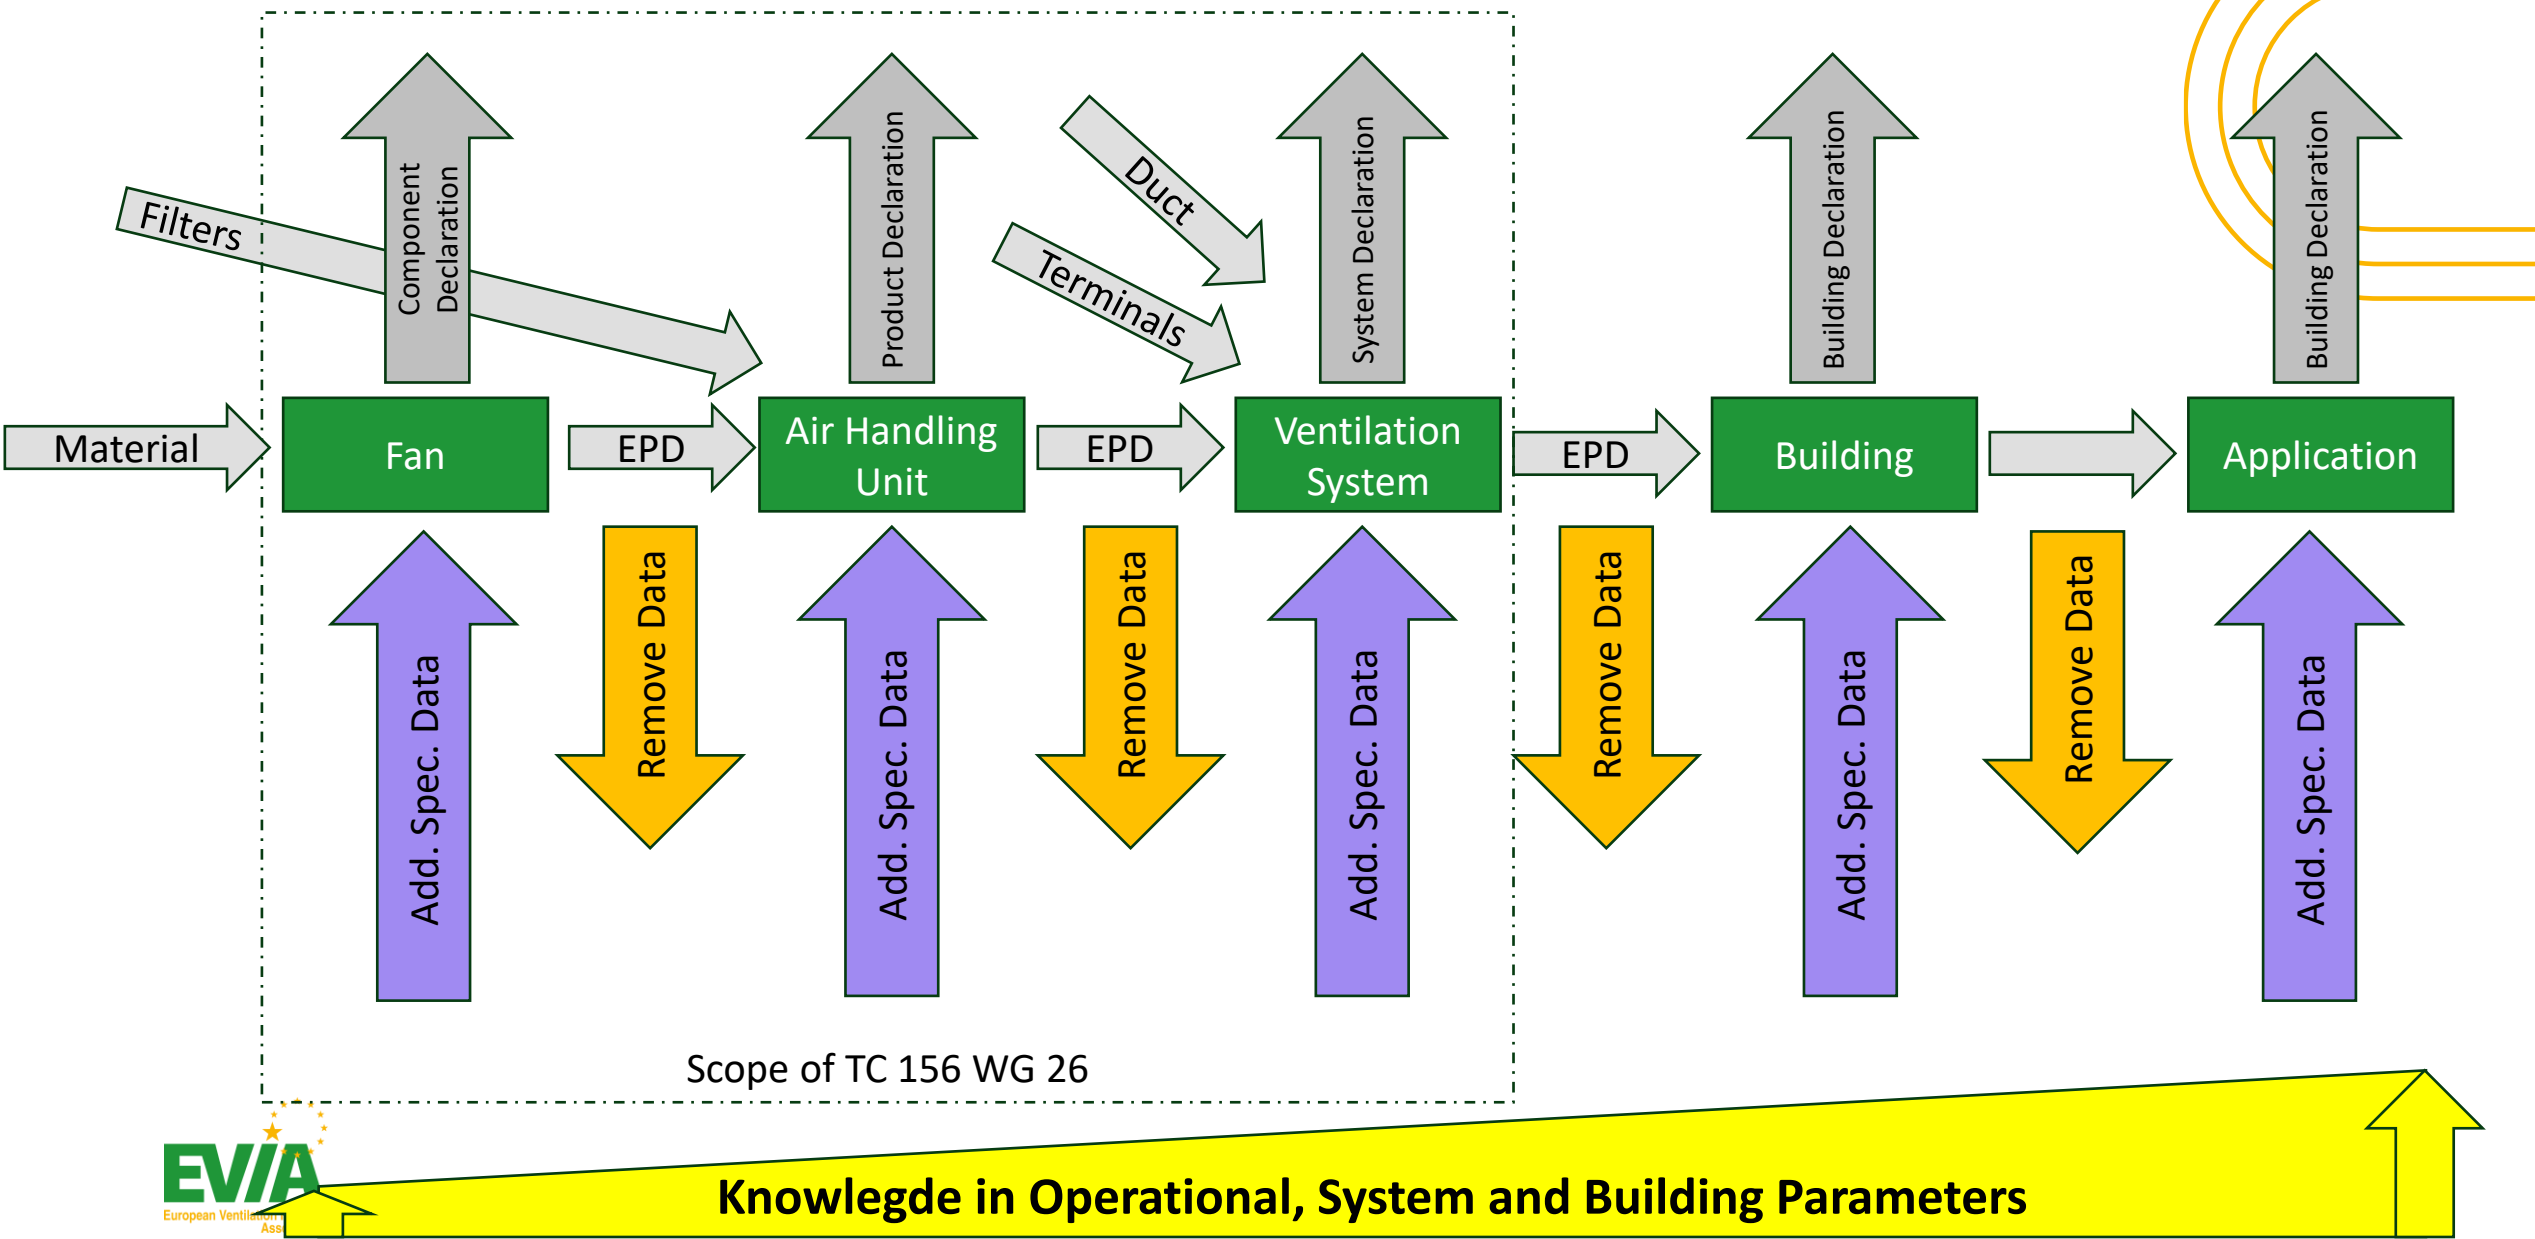 Component
Declaration
Product Declaration
System Declaration
Building Declaration
Building Declaration
Filters
Duct
Terminals
Material
Fan
EPD
Air Handling
Unit
EPD
Ventilation
System
EPD
Building
Application
Add. Spec. Data
Remove Data
Add. Spec. Data
Remove Data
Add. Spec. Data
Remove Data
Add. Spec. Data
Remove Data
Add. Spec. Data
Scope of TC 156 WG 26
EVIA
European
Knowlegde in Operational, System and Building Parameters